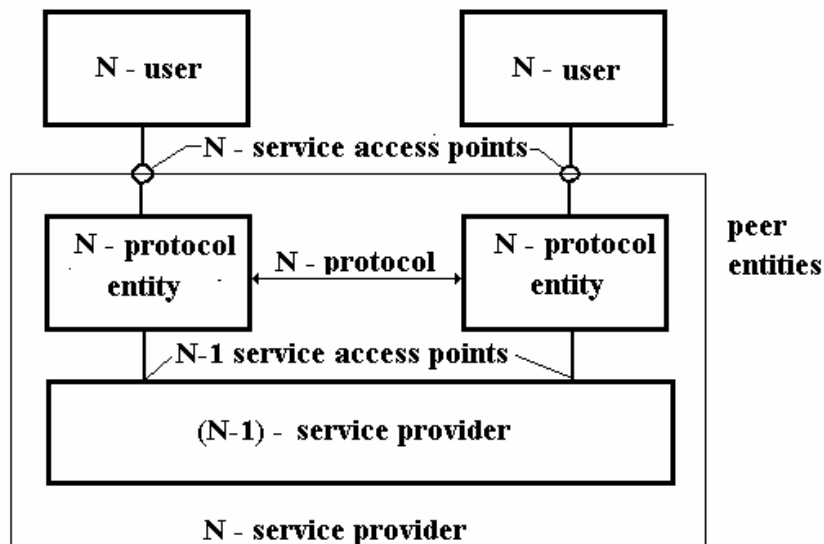 N - user
N - user
N - service access points
N - protocol
entity
N - protocol
N - protocol
entity
peer
entities
N-1 service access points
(N-1) - service provider
N - service provider